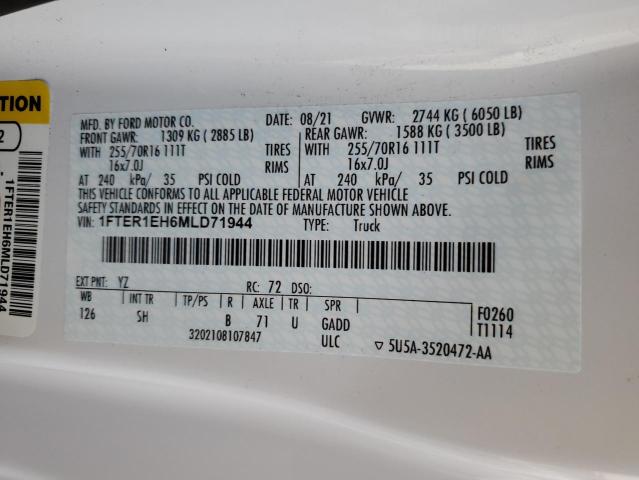 TION
2
1FTER1EH6MLD71944
MFD. BY FORD MOTOR CO. DATE: 08/21 GVWR: 2744 KG ( 6050 LB)
FRONT GAWR: 1309 KG ( 2885 LB) REAR GAWR: 1588 KG ( 3500 LB)
WITH 255/70R16 111T TIRES WITH 255/70R16 111T TIRES
16x7.0J RIMS 16x7.0J RIMS
AT 240 kPa/ 35 PSI COLD AT 240 kPa/ 35 PSI COLD
THIS VEHICLE CONFORMS TO ALL APPLICABLE FEDERAL MOTOR VEHICLE
SAFETY STANDARDS IN EFFECT ON THE DATE OF MANUFACTURE SHOWN ABOVE.
VIN: 1FTER1EH6MLD71944 TYPE: Truck
EXT PNT: YZ RC: 72 DSO:
WB INT TR TP/PS R AXLE TR SPR F0260
126 SH B 71 U GADD T1114
3202108107847 ULC ▽ 5U5A-3520472-AA